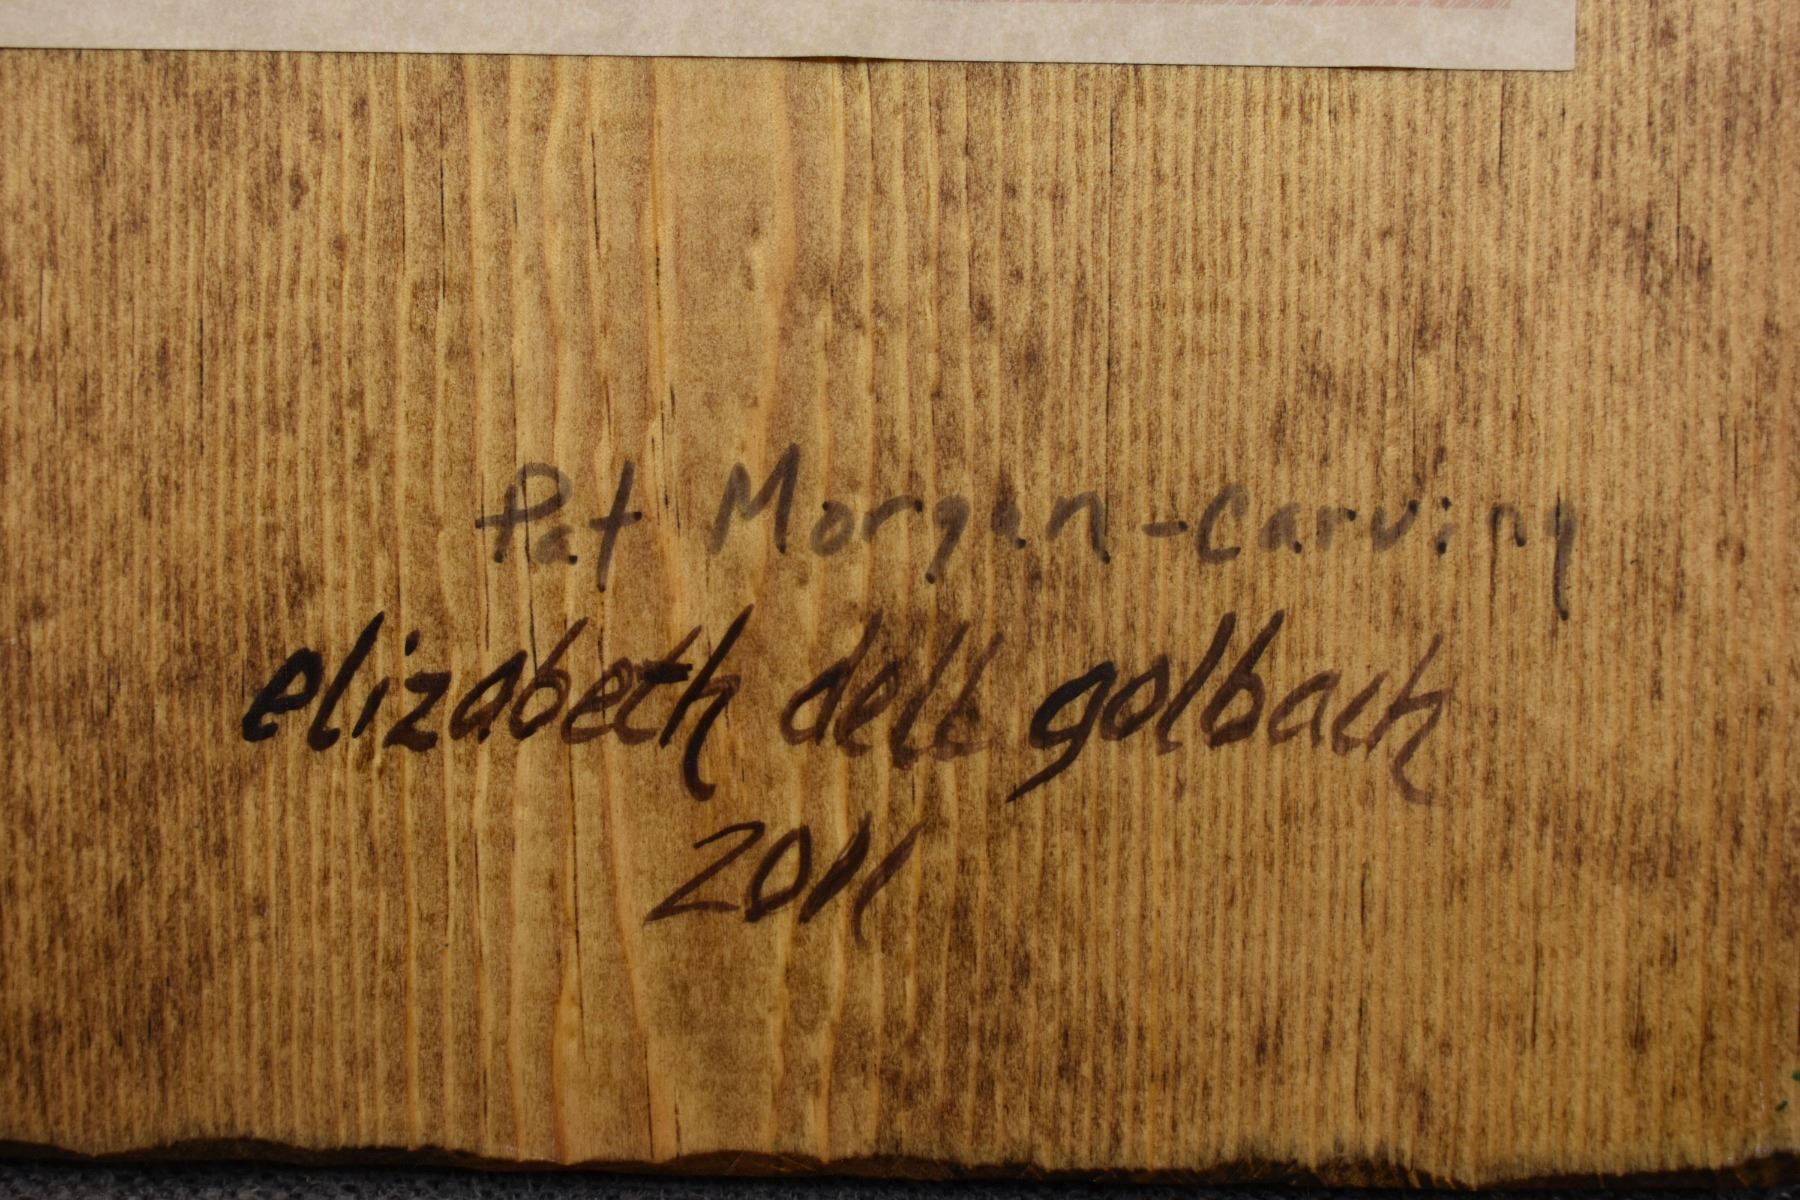 Pat Morgan-Carving
elizabeth dell golbach
2011